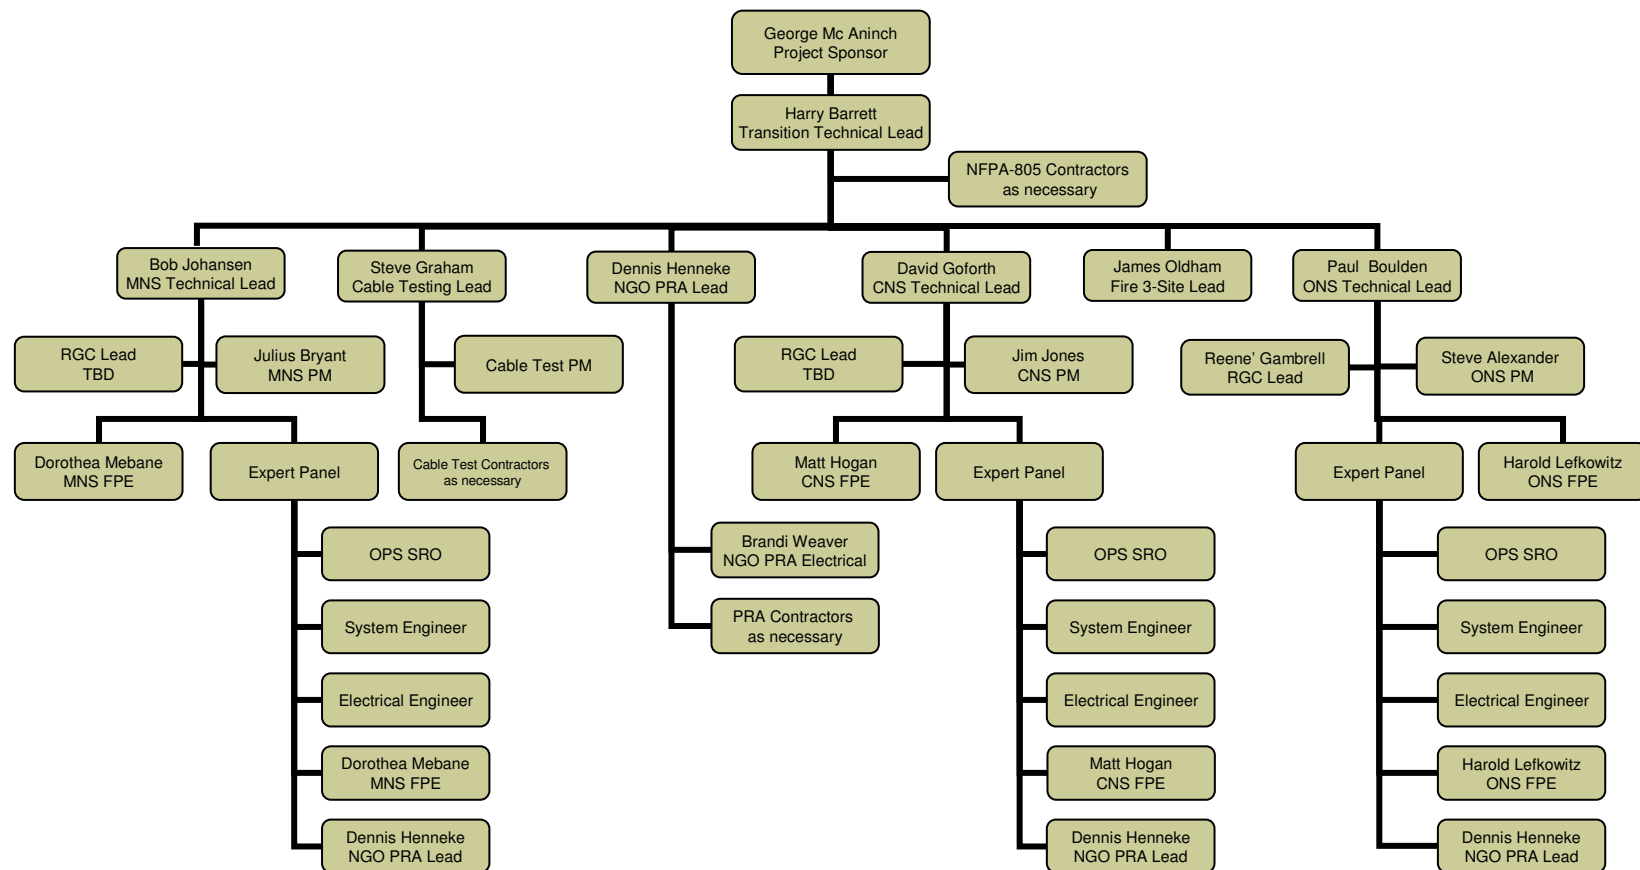 George Mc Aninch
Project Sponsor
Harry Barrett
Transition Technical Lead
NFPA-805 Contractors
as necessary
Bob Johansen
MNS Technical Lead
Steve Graham
Cable Testing Lead
Dennis Henneke
NGO PRA Lead
David Goforth
CNS Technical Lead
James Oldham
Fire 3-Site Lead
Paul  Boulden
ONS Technical Lead
RGC Lead
TBD
Julius Bryant
MNS PM
Cable Test PM
RGC Lead
TBD
Jim Jones
CNS PM
Reene’ Gambrell
RGC Lead
Steve Alexander
ONS PM
Dorothea Mebane
MNS FPE
Expert Panel
Cable Test Contractors
as necessary
Matt Hogan
CNS FPE
Expert Panel
Expert Panel
Harold Lefkowitz
ONS FPE
Brandi Weaver
NGO PRA Electrical
PRA Contractors
as necessary
OPS SRO
System Engineer
Electrical Engineer
Dorothea Mebane
MNS FPE
Dennis Henneke
NGO PRA Lead
OPS SRO
System Engineer
Electrical Engineer
Matt Hogan
CNS FPE
Dennis Henneke
NGO PRA Lead
OPS SRO
System Engineer
Electrical Engineer
Harold Lefkowitz
ONS FPE
Dennis Henneke
NGO PRA Lead